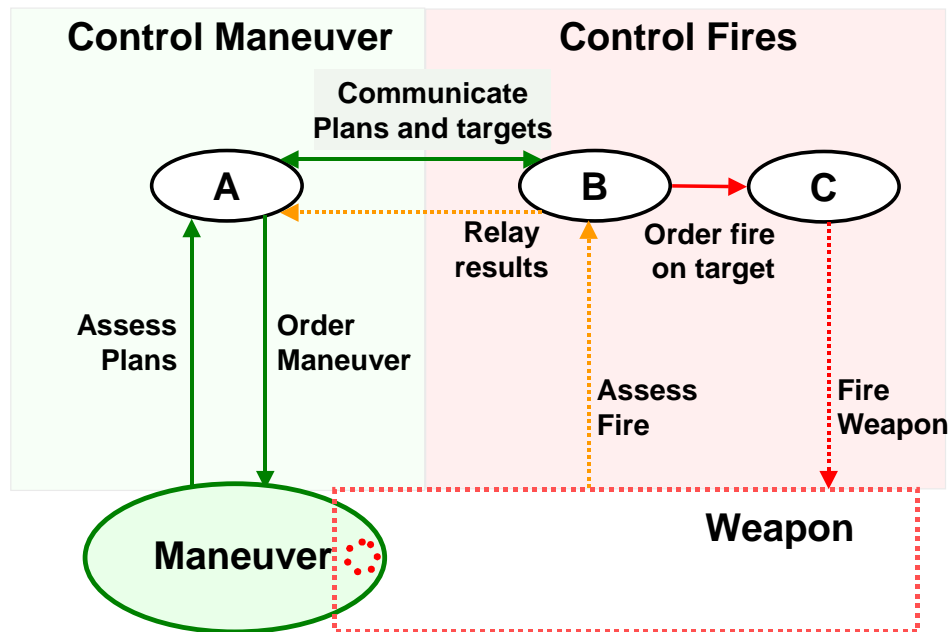 Control Maneuver
Control Fires
Communicate
Plans and targets
A
B
C
Relay
results
Order fire
on target
Assess
Plans
Order
Maneuver
Assess
Fire
Fire
Weapon
Maneuver
Weapon